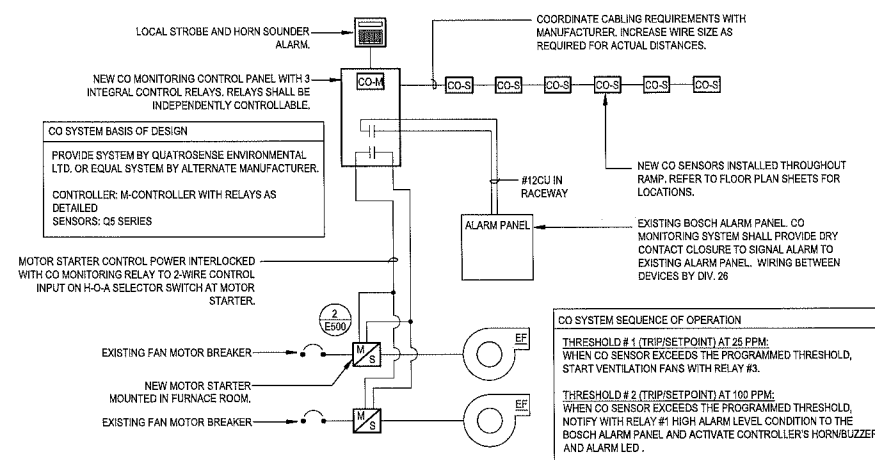 LOCAL STROBE AND HORN SOUNDER
ALARM.
COORDINATE CABLING REQUIREMENTS WITH
MANUFACTURER. INCREASE WIRE SIZE AS
REQUIRED FOR ACTUAL DISTANCES.
NEW CO MONITORING CONTROL PANEL WITH 3
INTEGRAL CONTROL RELAYS. RELAYS SHALL BE
INDEPENDENTLY CONTROLLABLE.
CO-M
CO-S
CO-S
CO-S
CO-S
CO-S
CO-S
CO SYSTEM BASIS OF DESIGN
PROVIDE SYSTEM BY QUATROSENSE ENVIRONMENTAL
LTD. OR EQUAL SYSTEM BY ALTERNATE MANUFACTURER.
CONTROLLER: M-CONTROLLER WITH RELAYS AS
DETAILED
SENSORS: Q5 SERIES
#12CU IN
RACEWAY
NEW CO SENSORS INSTALLED THROUGHOUT
RAMP. REFER TO FLOOR PLAN SHEETS FOR
LOCATIONS.
ALARM PANEL
EXISTING BOSCH ALARM PANEL. CO
MONITORING SYSTEM SHALL PROVIDE DRY
CONTACT CLOSURE TO SIGNAL ALARM TO
EXISTING ALARM PANEL. WIRING BETWEEN
DEVICES BY DIV. 26
MOTOR STARTER CONTROL POWER INTERLOCKED
WITH CO MONITORING RELAY TO 2-WIRE CONTROL
INPUT ON H-O-A SELECTOR SWITCH AT MOTOR
STARTER.
2
E500
EXISTING FAN MOTOR BREAKER
M
S
EF
NEW MOTOR STARTER
MOUNTED IN FURNACE ROOM.
EXISTING FAN MOTOR BREAKER
M
S
EF
CO SYSTEM SEQUENCE OF OPERATION
THRESHOLD # 1 (TRIP/SETPOINT) AT 25 PPM:
WHEN CO SENSOR EXCEEDS THE PROGRAMMED THRESHOLD,
START VENTILATION FANS WITH RELAY #3.
THRESHOLD # 2 (TRIP/SETPOINT) AT 100 PPM:
WHEN CO SENSOR EXCEEDS THE PROGRAMMED THRESHOLD,
NOTIFY WITH RELAY #1 HIGH ALARM LEVEL CONDITION TO THE
BOSCH ALARM PANEL AND ACTIVATE CONTROLLER'S HORN/BUZZER
AND ALARM LED .